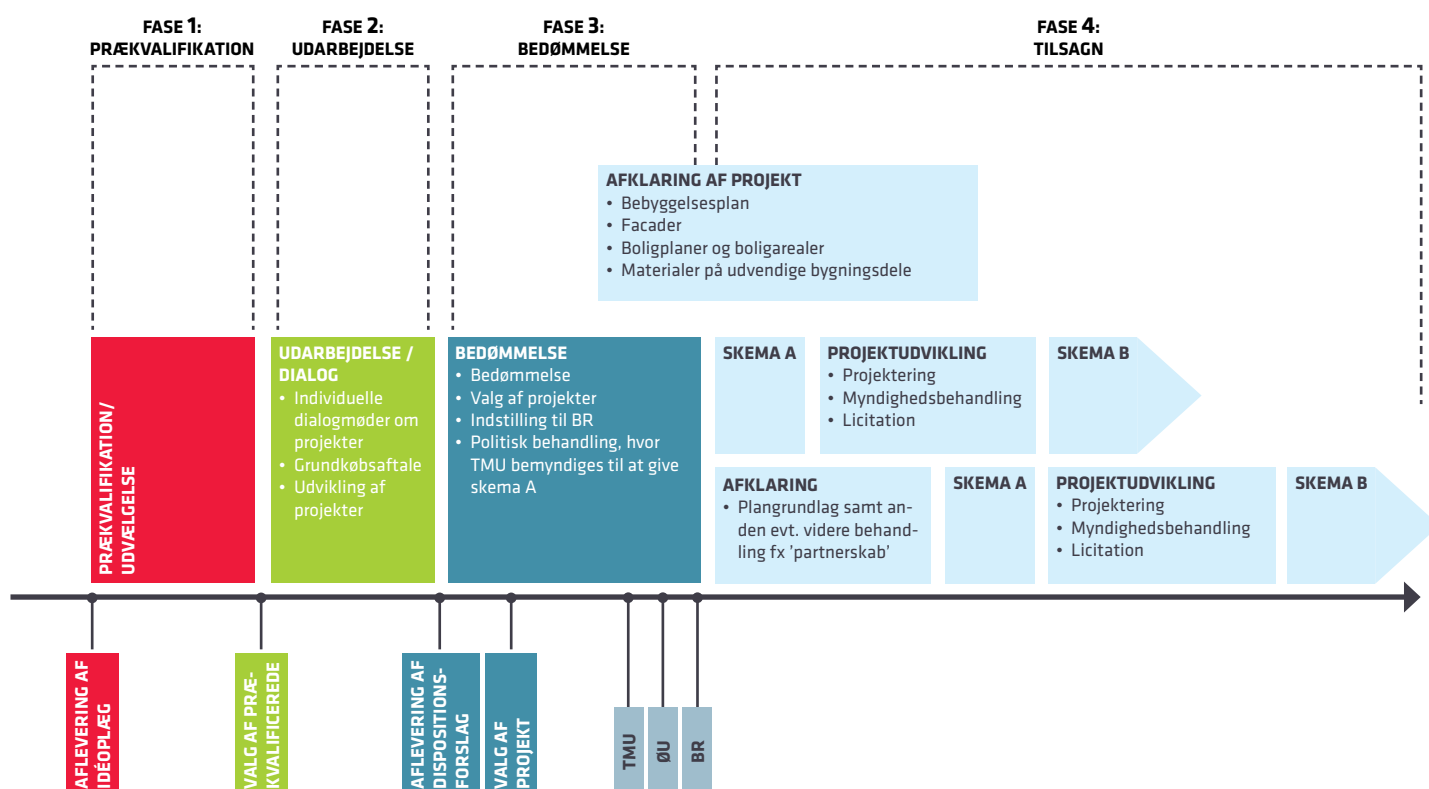 FASE 1:
PRÆKVALIFIKATION
FASE 2:
UDARBEJDELSE
FASE 3:
BEDØMMELSE
FASE 4:
TILSAGN
AFKLARING AF PROJEKT
• Bebyggelsesplan
• Facader
• Boligplaner og boligarealer
• Materialer på udvendige bygningsdele
PRÆKVALIFIKATION/
UDVÆLGELSE
UDARBEJDELSE /
DIALOG
• Individuelle
dialogmøder om
projekter
• Grundkøbsaftale
• Udvikling af
projekter
BEDØMMELSE
• Bedømmelse
• Valg af projekter
• Indstilling til BR
• Politisk behandling, hvor
TMU bemyndiges til at give
skema A
SKEMA A
PROJEKTUDVIKLING
• Projektering
• Myndighedsbehandling
• Licitation
SKEMA B
AFKLARING
• Plangrundlag samt an-
den evt. videre behand-
ling fx 'partnerskab'
SKEMA A
PROJEKTUDVIKLING
• Projektering
• Myndighedsbehandling
• Licitation
SKEMA B
AFLEVERING AF
IDÉOPLÆG
VALG AF PRÆ-
KVALIFICEREDE
AFLEVERING AF
DISPOSITIONS-
FORSLAG
VALG AF
PROJEKT
TMU
ØU
BR